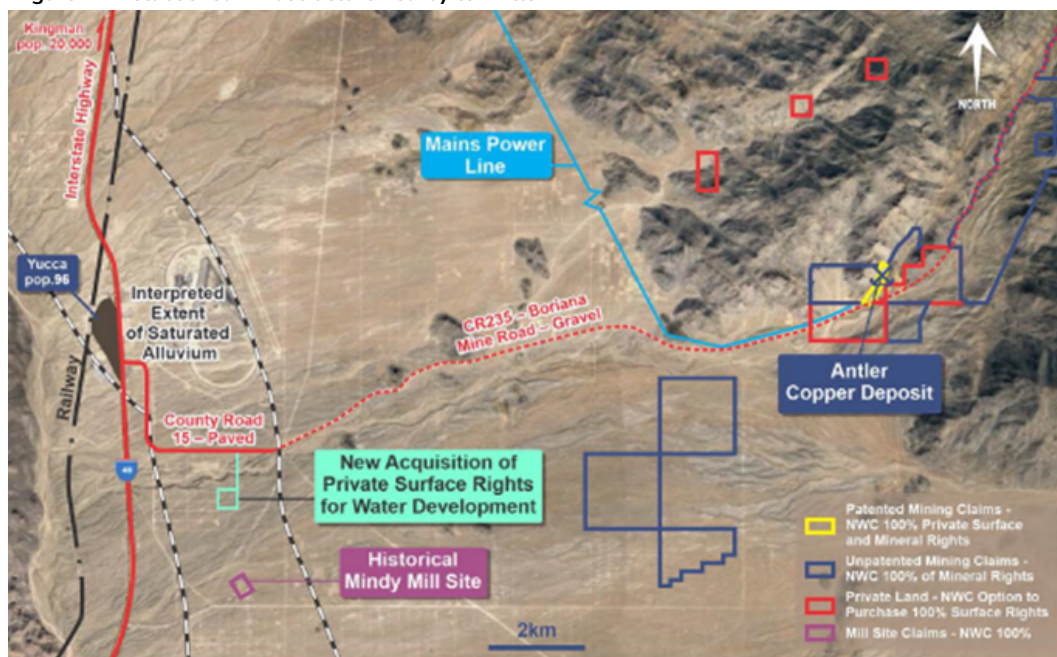 Kingman
pop. 20,000
Interstate Highway
Mains Power
Line
NORTH
Yucca
pop.96
Interpreted
Extent
of Saturated
Alluvium
Railway
CR235 – Boriana
Mine Road – Gravel
Antler
Copper Deposit
County Road
15 – Paved
40
New Acquisition of
Private Surface Rights
for Water Development
Historical
Mindy Mill Site
2km
Patented Mining Claims -
NWC 100% Private Surface
and Mineral Rights
Unpatented Mining Claims -
NWC 100% of Mineral Rights
Private Land - NWC Option to
Purchase 100% Surface Rights
Mill Site Claims - NWC 100%